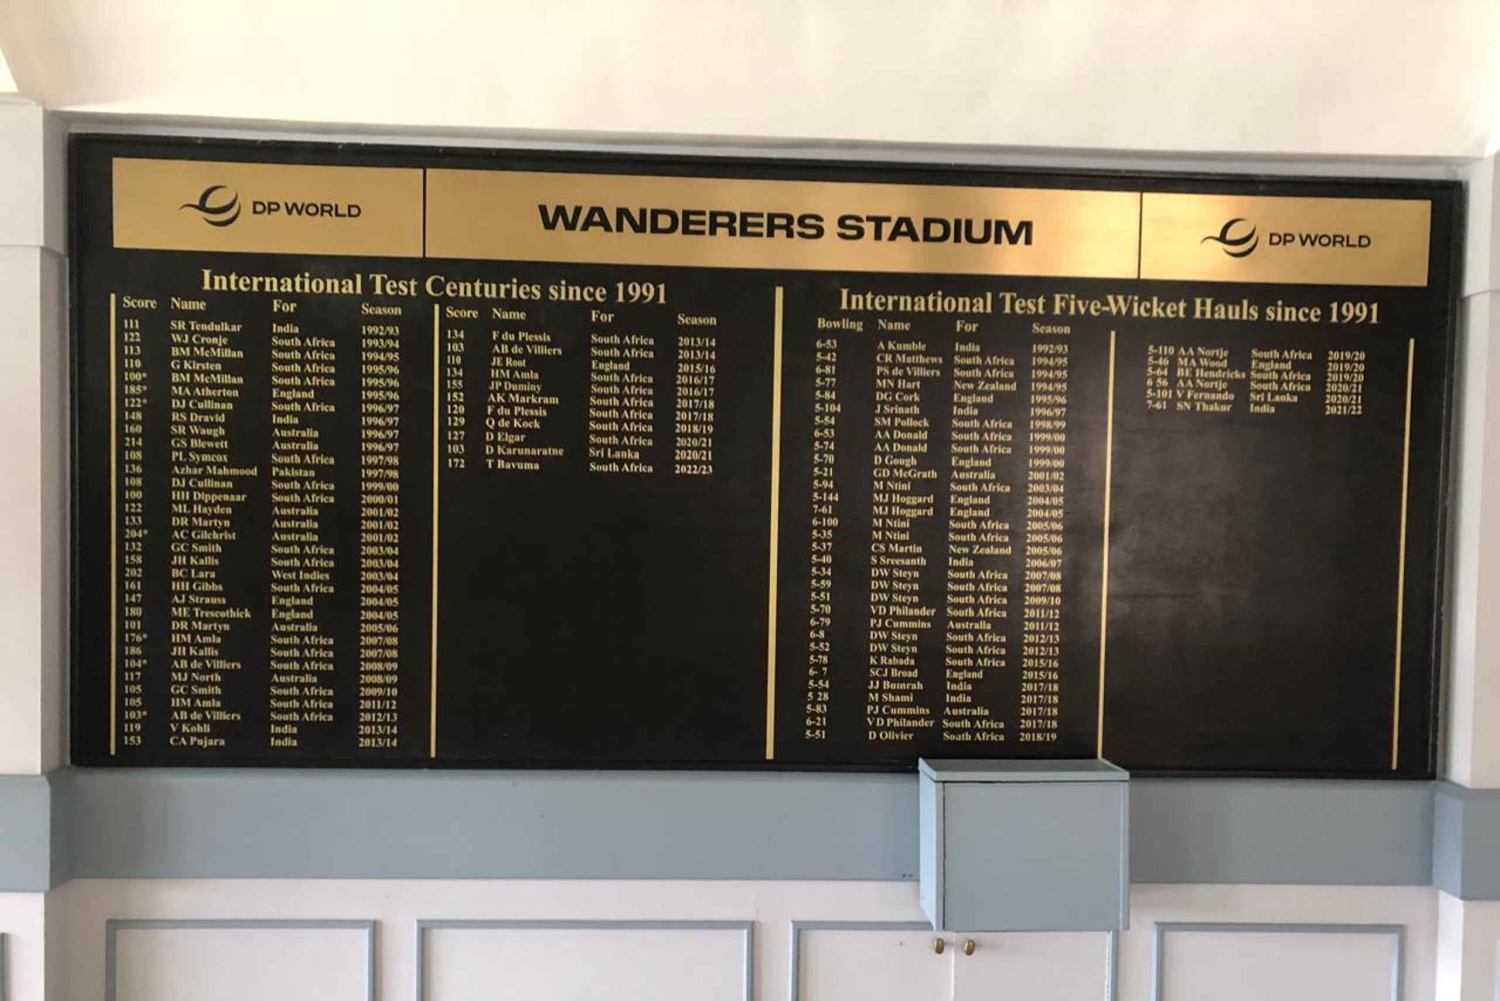 DP WORLD
WANDERERS STADIUM
DP WORLD
International Test Centuries since 1991
Score Name For Season
111 SR Tendulkar India 1992/93
122 WJ Cronje South Africa 1993/94
113 BM McMillan South Africa 1994/95
110 G Kirsten South Africa 1995/96
100* BM McMillan South Africa 1995/96
185* MA Atherton England 1995/96
122* DJ Cullinan South Africa 1996/97
148 RS Dravid India 1996/97
160 SR Waugh Australia 1996/97
214 GS Blewett Australia 1996/97
108 PL Symcox South Africa 1997/98
136 Azhar Mahmood Pakistan 1997/98
108 DJ Cullinan South Africa 1999/00
100 HH Dippenaar South Africa 2000/01
122 ML Hayden Australia 2001/02
133 DR Martyn Australia 2001/02
204* AC Gilchrist Australia 2001/02
132 GC Smith South Africa 2003/04
158 JH Kallis South Africa 2003/04
202 BC Lara West Indies 2003/04
161 HH Gibbs South Africa 2004/05
147 AJ Strauss England 2004/05
180 ME Trescothick England 2004/05
101 DR Martyn Australia 2005/06
176* HM Amla South Africa 2007/08
186 JH Kallis South Africa 2007/08
104* AB de Villiers South Africa 2008/09
117 MJ North Australia 2008/09
105 GC Smith South Africa 2009/10
105 HM Amla South Africa 2011/12
103* AB de Villiers South Africa 2012/13
119 V Kohli India 2013/14
153 CA Pujara India 2013/14
Score Name For Season
134 F du Plessis South Africa 2013/14
103 AB de Villiers South Africa 2013/14
110 JE Root England 2015/16
134 HM Amla South Africa 2016/17
155 JP Duminy South Africa 2016/17
152 AK Markram South Africa 2017/18
120 F du Plessis South Africa 2017/18
129 Q de Kock South Africa 2018/19
127 D Elgar South Africa 2020/21
103 D Karunaratne Sri Lanka 2020/21
172 T Bavuma South Africa 2022/23
International Test Five-Wicket Hauls since 1991
Bowling Name For Season
6-53 A Kumble India 1992/93
5-42 CR Matthews South Africa 1994/95
6-81 PS de Villiers South Africa 1994/95
5-77 MN Hart New Zealand 1994/95
5-84 DG Cork England 1995/96
5-104 J Srinath India 1996/97
5-54 SM Pollock South Africa 1998/99
6-53 AA Donald South Africa 1999/00
5-74 AA Donald South Africa 1999/00
5-70 D Gough England 1999/00
5-21 GD McGrath Australia 2001/02
5-94 M Ntini South Africa 2003/04
5-144 MJ Hoggard England 2004/05
7-61 MJ Hoggard England 2004/05
6-100 M Ntini South Africa 2005/06
5-35 M Ntini South Africa 2005/06
5-37 CS Martin New Zealand 2005/06
5-40 S Sreesanth India 2006/07
5-34 DW Steyn South Africa 2007/08
5-59 DW Steyn South Africa 2007/08
5-51 DW Steyn South Africa 2009/10
5-70 VD Philander South Africa 2011/12
6-79 PJ Cummins Australia 2011/12
6-8 DW Steyn South Africa 2012/13
5-52 DW Steyn South Africa 2012/13
5-78 K Rabada South Africa 2015/16
6- 7 SCJ Broad England 2015/16
5-54 JJ Bumrah India 2017/18
5 28 M Shami India 2017/18
5-83 PJ Cummins Australia 2017/18
6-21 VD Philander South Africa 2017/18
5-51 D Olivier South Africa 2018/19
5-110 AA Nortje South Africa 2019/20
5-46 MA Wood England 2019/20
5-64 BE Hendricks South Africa 2019/20
6 56 AA Nortje South Africa 2020/21
5-101 V Fernando Sri Lanka 2020/21
7-61 SN Thakur India 2021/22